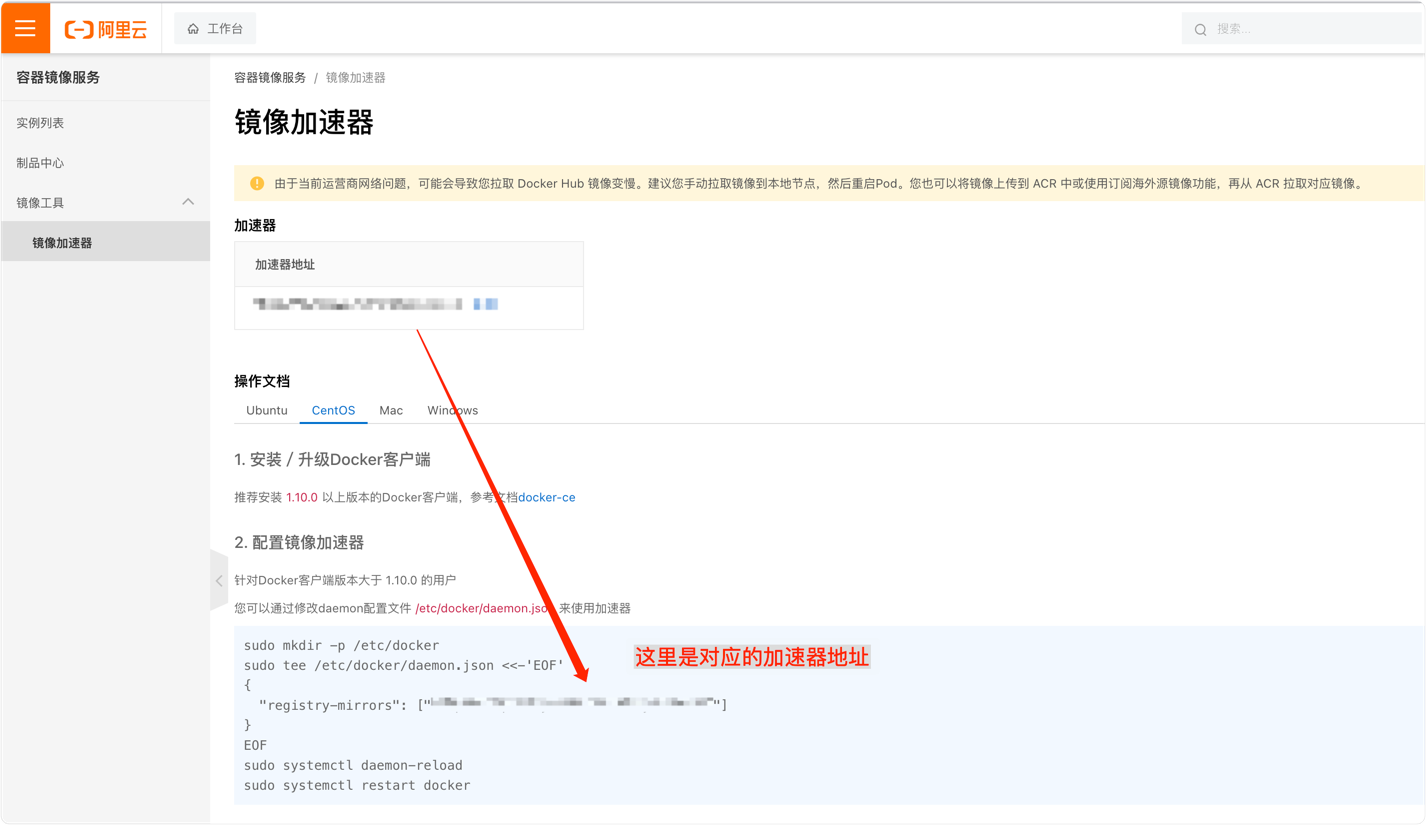 阿里云
工作台
搜索...
容器镜像服务
实例列表
制品中心
镜像工具
镜像加速器
容器镜像服务 / 镜像加速器
镜像加速器
由于当前运营商网络问题，可能会导致您拉取 Docker Hub 镜像变慢。建议您手动拉取镜像到本地节点，然后重启Pod。您也可以将镜像上传到 ACR 中或使用订阅海外源镜像功能，再从 ACR 拉取对应镜像。
加速器
加速器地址
操作文档
Ubuntu CentOS Mac Windows
1. 安装 / 升级Docker客户端
推荐安装 1.10.0 以上版本的Docker客户端，参考文档docker-ce
2. 配置镜像加速器
针对Docker客户端版本大于 1.10.0 的用户
您可以通过修改daemon配置文件 /etc/docker/daemon.json 来使用加速器
sudo mkdir -p /etc/docker
sudo tee /etc/docker/daemon.json <<-'EOF'
{
"registry-mirrors": [""]
}
EOF
sudo systemctl daemon-reload
sudo systemctl restart docker
这里是对应的加速器地址